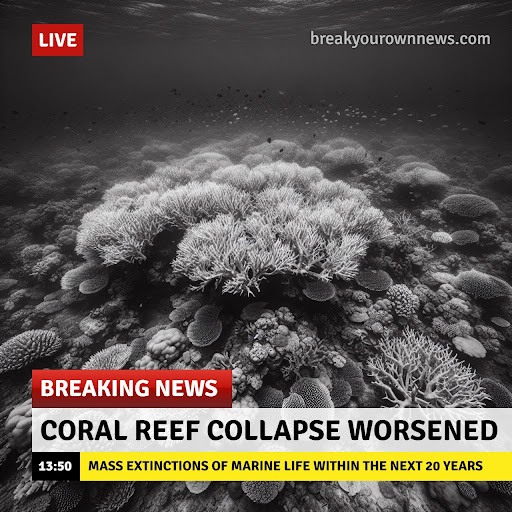 LIVE
breakyourownnews.com
BREAKING NEWS
CORAL REEF COLLAPSE WORSENED
13:50
MASS EXTINCTIONS OF MARINE LIFE WITHIN THE NEXT 20 YEARS